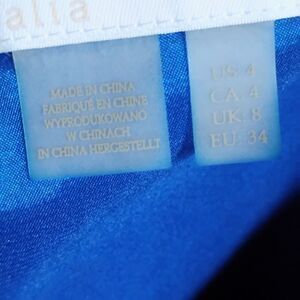 alia
MADE IN CHINA
FABRIQUÉ EN CHINE
WYPRODUKOWANO
W CHINACH
IN CHINA HERGESTELLT
US: 4
CA: 4
UK: 8
EU: 34